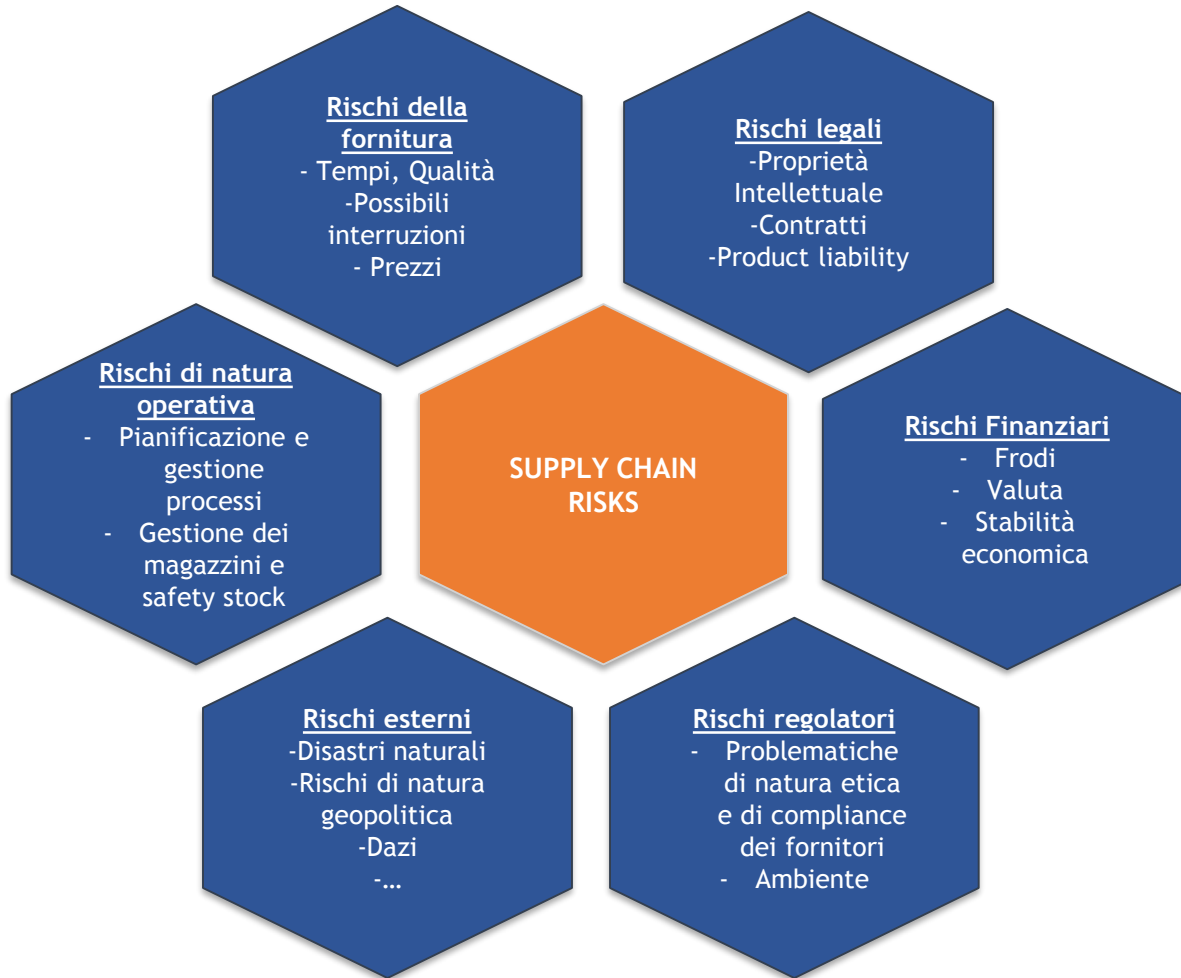 Rischi della
fornitura
- Tempi, Qualità
-Possibili
interruzioni
- Prezzi
Rischi legali
-Proprietà
Intellettuale
-Contratti
-Product liability
Rischi di natura
operativa
- Pianificazione e
gestione
processi
- Gestione dei
magazzini e
safety stock
SUPPLY CHAIN
RISKS
Rischi Finanziari
- Frodi
- Valuta
- Stabilità
economica
Rischi esterni
-Disastri naturali
-Rischi di natura
geopolitica
-Dazi
-...
Rischi regolatori
- Problematiche
di natura etica
e di compliance
dei fornitori
- Ambiente